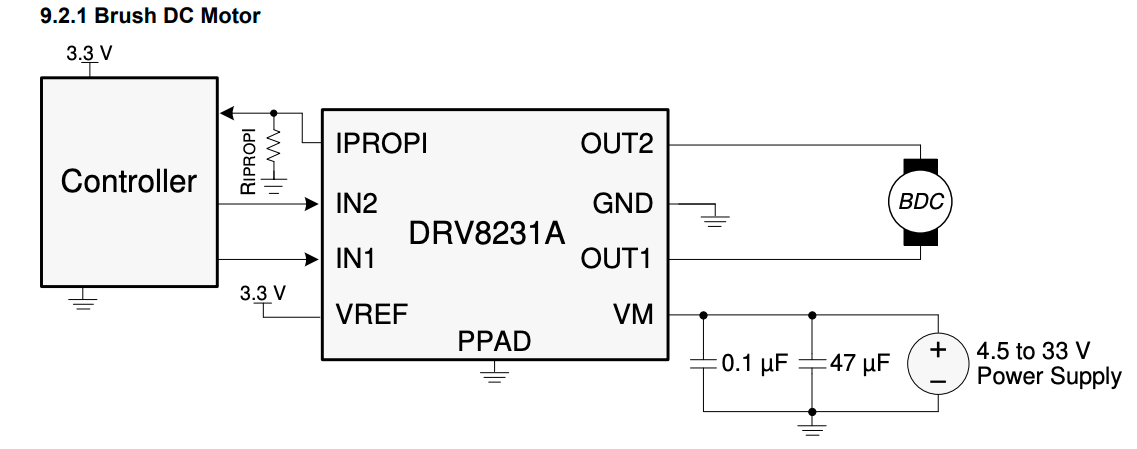 9.2.1 Brush DC Motor
3.3 V
Controller
RIPROPI
IPROPI
IN2
IN1
3.3 V
VREF
DRV8231A
PPAD
OUT2
GND
OUT1
VM
BDC
0.1 µF
47 µF
+
–
4.5 to 33 V
Power Supply